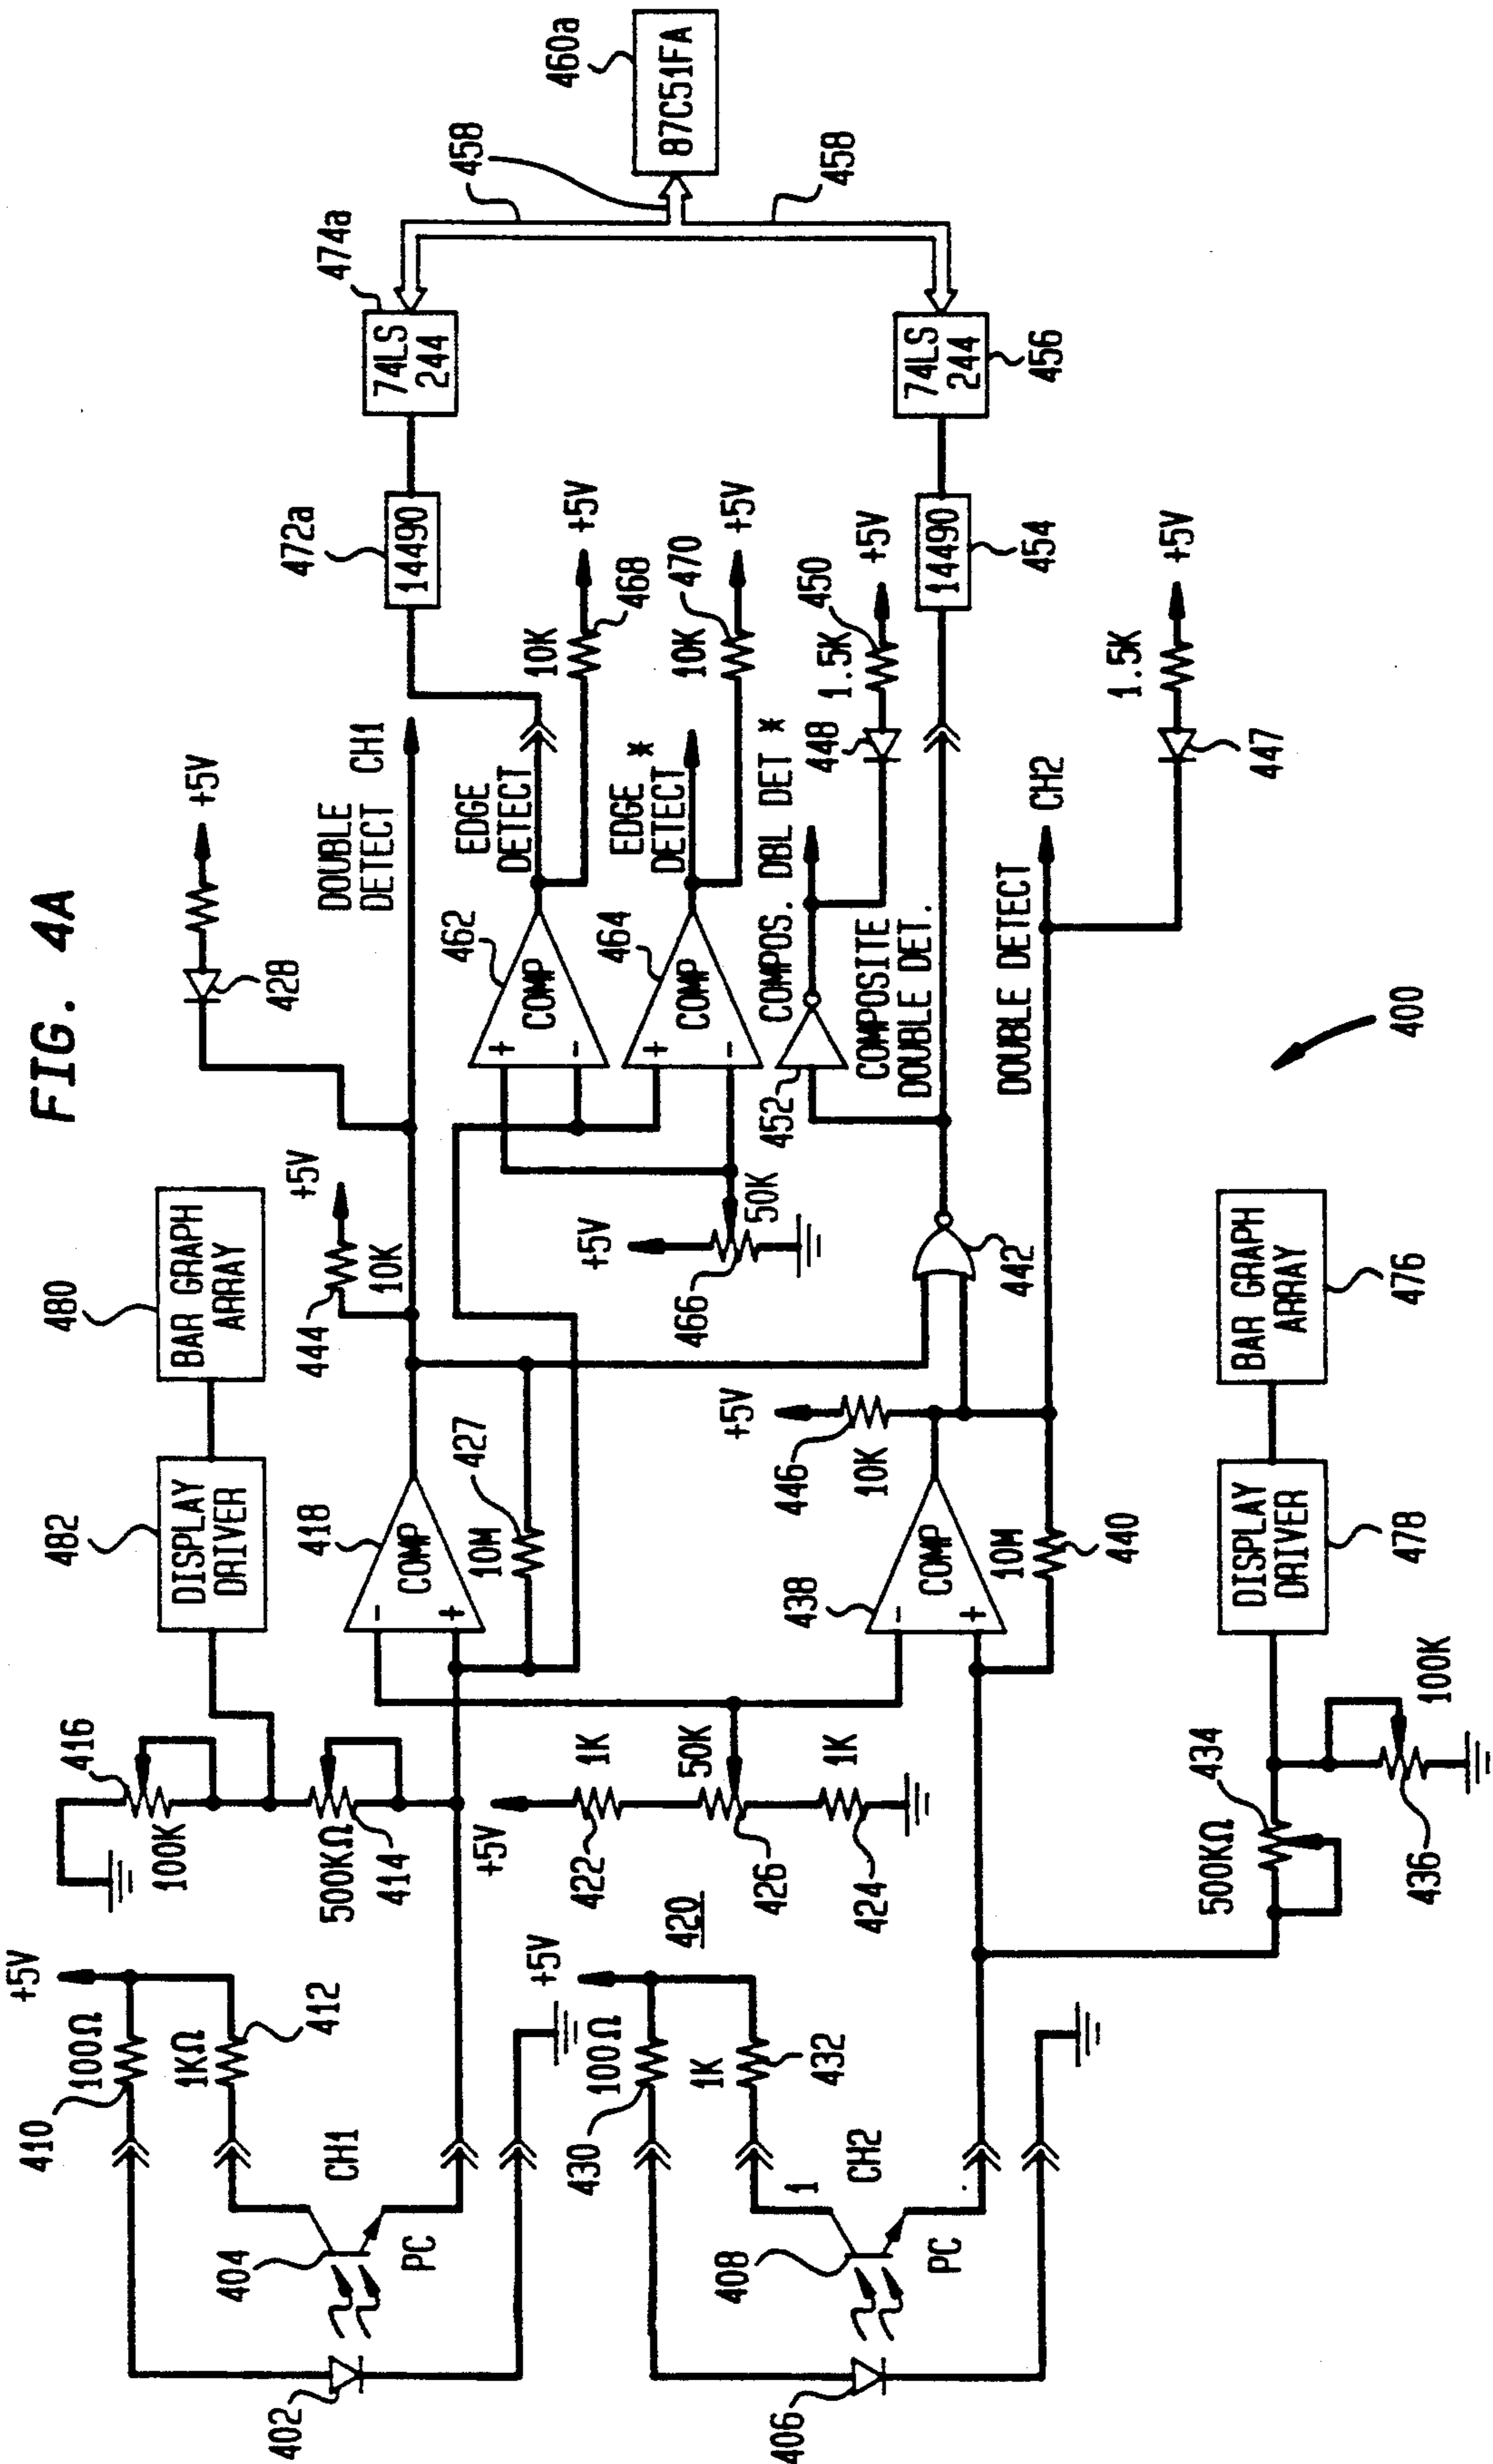 FIG. 4A
+5V
410
100Ω
1KΩ
412
404
CH1
PC
402
416
100K
500KΩ
414
482
DISPLAY
DRIVER
480
BAR GRAPH
ARRAY
418
COMP
-
+
10M
427
444
10K
+5V
428
+5V
DOUBLE
DETECT CH1
462
COMP
+
-
EDGE
DETECT
10K
468
+5V
464
COMP
+
-
EDGE *
DETECT
10K
470
+5V
+5V
50K
466
472a
14490
474a
74LS
244
458
460a
87C51FA
458
+5V
422
1K
50K
426
420
1K
424
+5V
430
100Ω
1K
432
1
CH2
408
PC
406
438
COMP
-
+
+5V
446
10K
10M
440
442
452
COMPOS. DBL DET *
448
1.5K
450
+5V
COMPOSITE
DOUBLE DET.
14490
454
74LS
244
456
DOUBLE DETECT CH2
1.5K
+5V
447
500KΩ
434
100K
436
DISPLAY
DRIVER
478
BAR GRAPH
ARRAY
476
400